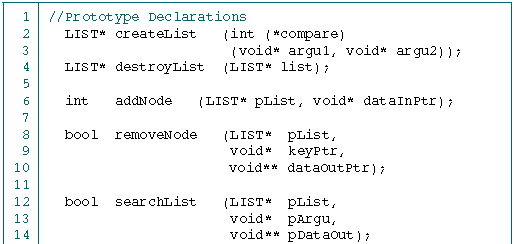 1 //Prototype Declarations
2 LIST* createList (int (*compare)
3 (void* argu1, void* argu2));
4 LIST* destroyList (LIST* list);
5
6 int addNode (LIST* pList, void* dataInPtr);
7
8 bool removeNode (LIST* pList,
9 void* keyPtr,
10 void** dataOutPtr);
11
12 bool searchList (LIST* pList,
13 void* pArgu,
14 void** pDataOut);